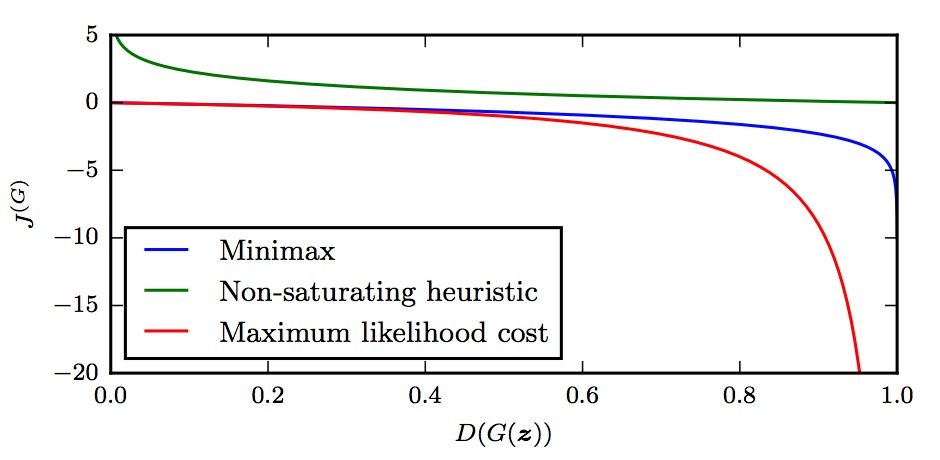 5
0
−5
−10
−15
−20
J^(G)
Minimax
Non-saturating heuristic
Maximum likelihood cost
0.0 0.2 0.4 0.6 0.8 1.0
D(G(z))